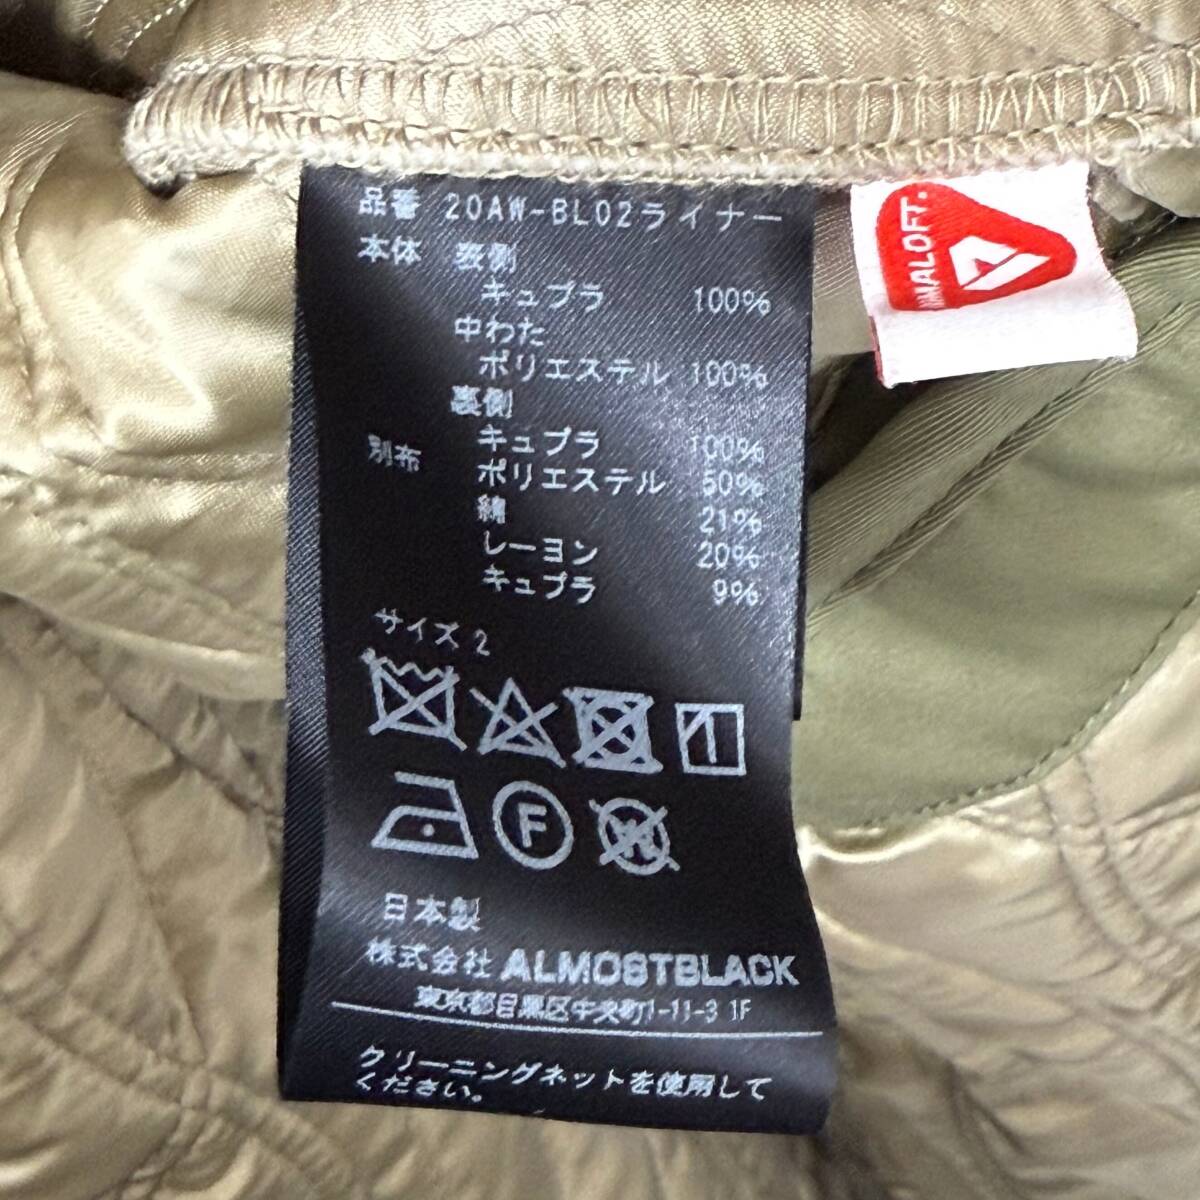 品番 20AW-BL02ライナー
本体 表側
キュプラ 100%
中わた
ポリエステル 100%
裏側
キュプラ 100%
別布 ポリエステル 50%
綿 21%
レーヨン 20%
キュプラ 9%
サイズ 2
F
W
日本製
株式会社 ALMOSTBLACK
東京都目黒区中央町1-11-3 1F
クリーニングネットを使用して
ください。
PRIMALOFT.